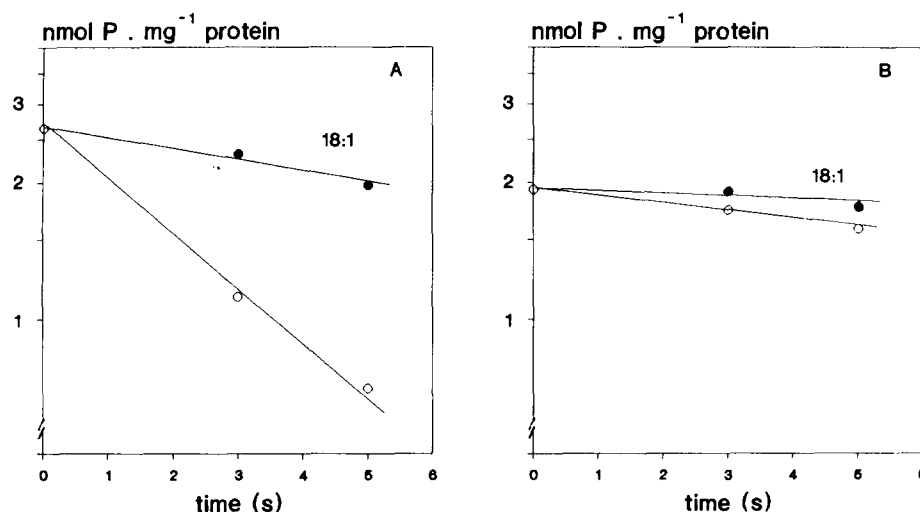 nmol P . mg⁻¹ protein
A
3
2
1
18:1
0 1 2 3 4 5 6
time (s)
nmol P . mg⁻¹ protein
B
3
2
1
18:1
0 1 2 3 4 5 6
time (s)